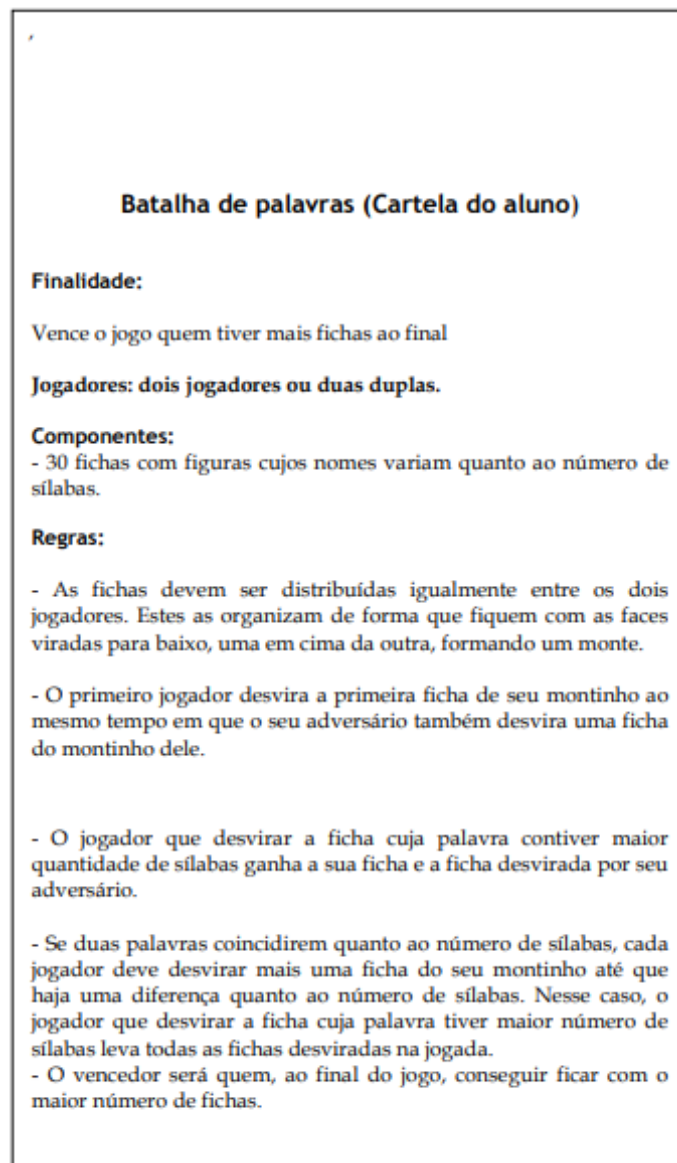 ,
Batalha de palavras (Cartela do aluno)
Finalidade:
Vence o jogo quem tiver mais fichas ao final
Jogadores: dois jogadores ou duas duplas.
Componentes:
- 30 fichas com figuras cujos nomes variam quanto ao número de
sílabas.
Regras:
- As fichas devem ser distribuídas igualmente entre os dois
jogadores. Estes as organizam de forma que fiquem com as faces
viradas para baixo, uma em cima da outra, formando um monte.
- O primeiro jogador desvira a primeira ficha de seu montinho ao
mesmo tempo em que o seu adversário também desvira uma ficha
do montinho dele.
- O jogador que desvirar a ficha cuja palavra contiver maior
quantidade de sílabas ganha a sua ficha e a ficha desvirada por seu
adversário.
- Se duas palavras coincidirem quanto ao número de sílabas, cada
jogador deve desvirar mais uma ficha do seu montinho até que
haja uma diferença quanto ao número de sílabas. Nesse caso, o
jogador que desvirar a ficha cuja palavra tiver maior número de
sílabas leva todas as fichas desviradas na jogada.
- O vencedor será quem, ao final do jogo, conseguir ficar com o
maior número de fichas.